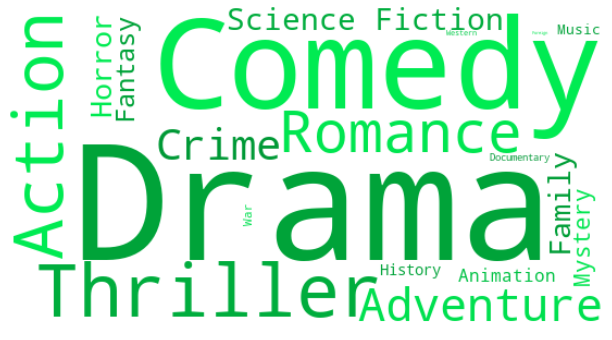 Science Fiction
Western
Foreign
Music
Comedy
Action
Horror
Fantasy
Crime
Romance
Documentary
Drama
War
Family
Mystery
Thriller
History
Animation
Adventure